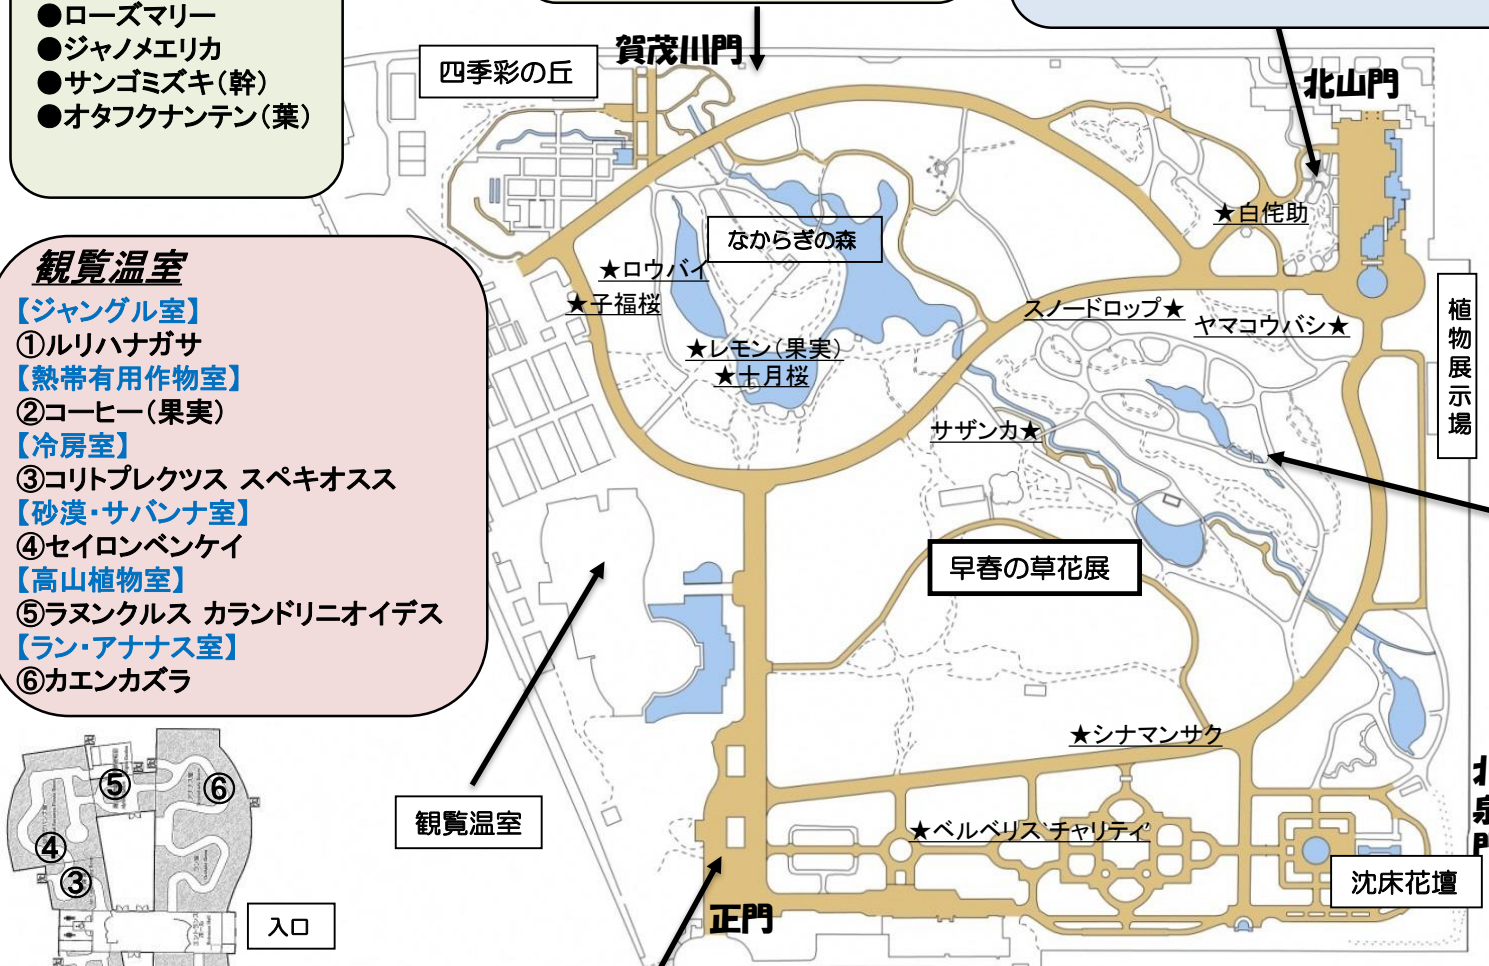 ●ローズマリー
●ジャノメエリカ
●サンゴミズキ(幹)
●オタフクナンテン(葉)
四季彩の丘
賀茂川門
北山門
★白侘助
なからぎの森
★ロウバイ
★子福桜
スノードロップ★
ヤマコウバシ★
植物展示場
★レモン(果実)
★十月桜
サザンカ★
早春の草花展
観覧温室
【ジャングル室】
①ルリハナガサ
【熱帯有用作物室】
②コーヒー(果実)
【冷房室】
③コリトプレクツス スペキオスス
【砂漠・サバンナ室】
④セイロンベンケイ
【高山植物室】
⑤ラヌンクルス カランドリニオイデス
【ラン・アナナス室】
⑥カエンカズラ
★シナマンサク
観覧温室
★ベルベリス'チャリティ'
沈床花壇
正門
⑤
⑥
④
③
入口